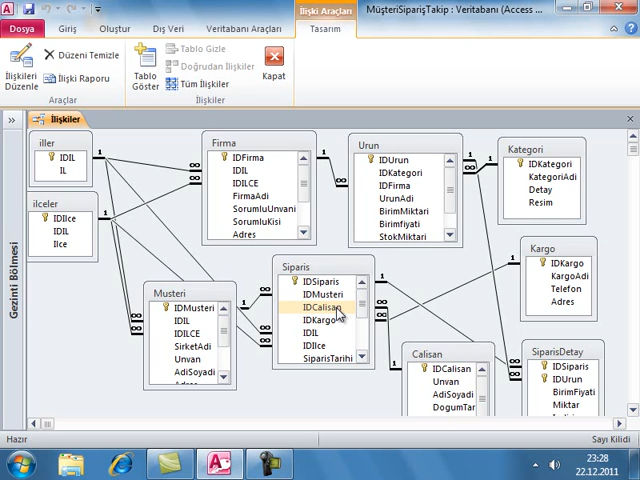 İlişki Araçları
MüşteriSiparişTakip : Veritabanı (Access ...
Dosya
Giriş
Oluştur
Dış Veri
Veritabanı Araçları
Tasarım
İlişkileri Düzenle
Düzeni Temizle
İlişki Raporu
Araçlar
Tablo Göster
Tablo Gizle
Doğrudan İlişkiler
Tüm İlişkiler
İlişkiler
Kapat
İlişkiler
Gezinti Bölmesi
iller
IDIL
IL
ilceler
IDIlce
IDIL
Ilce
Firma
IDFirma
IDIL
IDILCE
FirmaAdi
SorumluUnvani
SorumluKisi
Adres
Urun
IDUrun
IDKategori
IDFirma
UrunAdi
BirimMiktari
Birimfiyati
StokMiktari
Kategori
IDKategori
KategoriAdi
Detay
Resim
Kargo
IDKargo
KargoAdi
Telefon
Adres
Musteri
IDMusteri
IDIL
IDILCE
SirketAdi
Unvan
AdiSoyadi
Adres
Siparis
IDSiparis
IDMusteri
IDCalisan
IDKargo
IDIL
IDIlce
SiparisTarihi
Calisan
IDCalisan
Unvan
AdiSoyadi
DogumTar
SiparisDetay
IDSiparis
IDUrun
BirimFiyati
Miktar
Hazır
Sayı Kilidi
23:28
22.12.2011